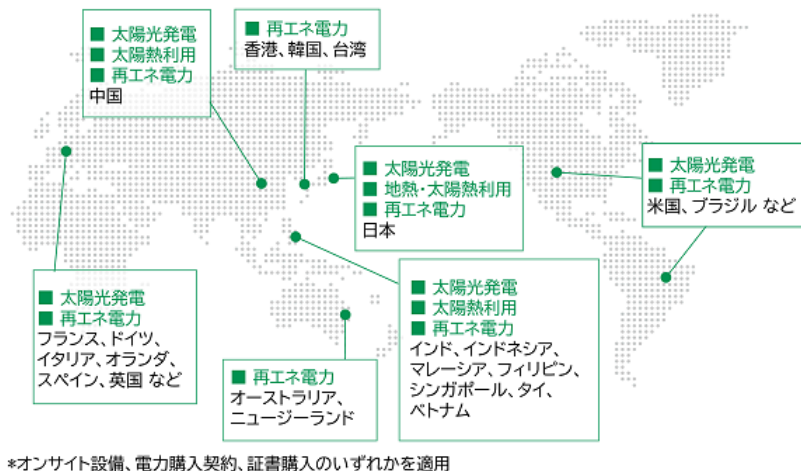 ■ 太陽光発電
■ 太陽熱利用
■ 再エネ電力
中国
■ 再エネ電力
香港、韓国、台湾
■ 太陽光発電
■ 地熱・太陽熱利用
■ 再エネ電力
日本
■ 太陽光発電
■ 再エネ電力
米国、ブラジル など
■ 太陽光発電
■ 再エネ電力
フランス、ドイツ、
イタリア、オランダ、
スペイン、英国 など
■ 再エネ電力
オーストラリア、
ニュージーランド
■ 太陽光発電
■ 太陽熱利用
■ 再エネ電力
インド、インドネシア、
マレーシア、フィリピン、
シンガポール、タイ、
ベトナム
*オンサイト設備、電力購入契約、証書購入のいずれかを適用